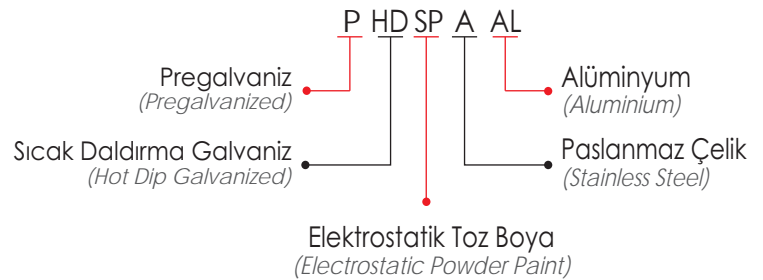 P HD SP A AL
Pregalvaniz
(Pregalvanized)
Alüminyum
(Aluminium)
Sıcak Daldırma Galvaniz
(Hot Dip Galvanized)
Paslanmaz Çelik
(Stainless Steel)
Elektrostatik Toz Boya
(Electrostatic Powder Paint)